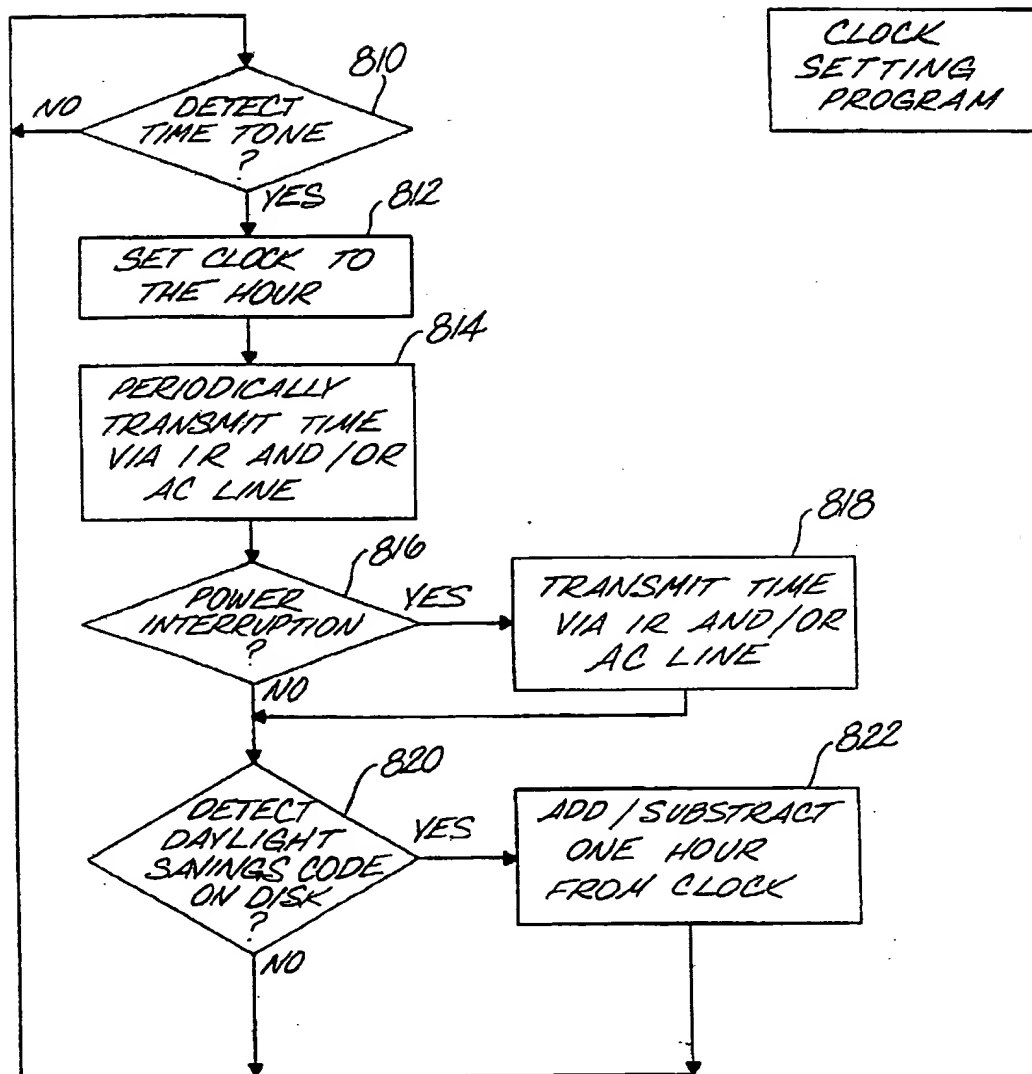 CLOCK
SETTING
PROGRAM
810
DETECT
TIME TONE
?
NO
YES
812
SET CLOCK TO
THE HOUR
814
PERIODICALLY
TRANSMIT TIME
VIA IR AND/OR
AC LINE
816
POWER
INTERRUPTION
?
YES
NO
818
TRANSMIT TIME
VIA IR AND/OR
AC LINE
820
DETECT
DAYLIGHT
SAVINGS CODE
ON DISK
?
YES
NO
822
ADD/SUBSTRACT
ONE HOUR
FROM CLOCK